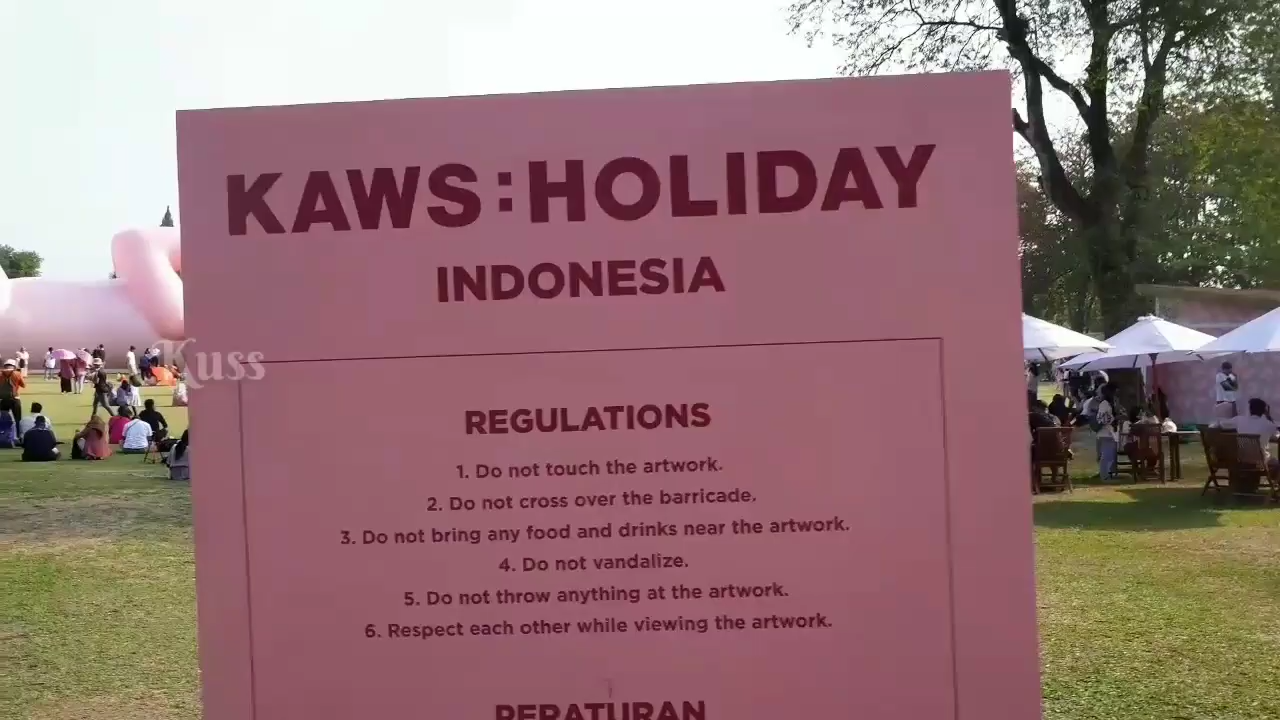 KAWS:HOLIDAY
INDONESIA
Kuss
REGULATIONS
1. Do not touch the artwork.
2. Do not cross over the barricade.
3. Do not bring any food and drinks near the artwork.
4. Do not vandalize.
5. Do not throw anything at the artwork.
6. Respect each other while viewing the artwork.
PERATURAN